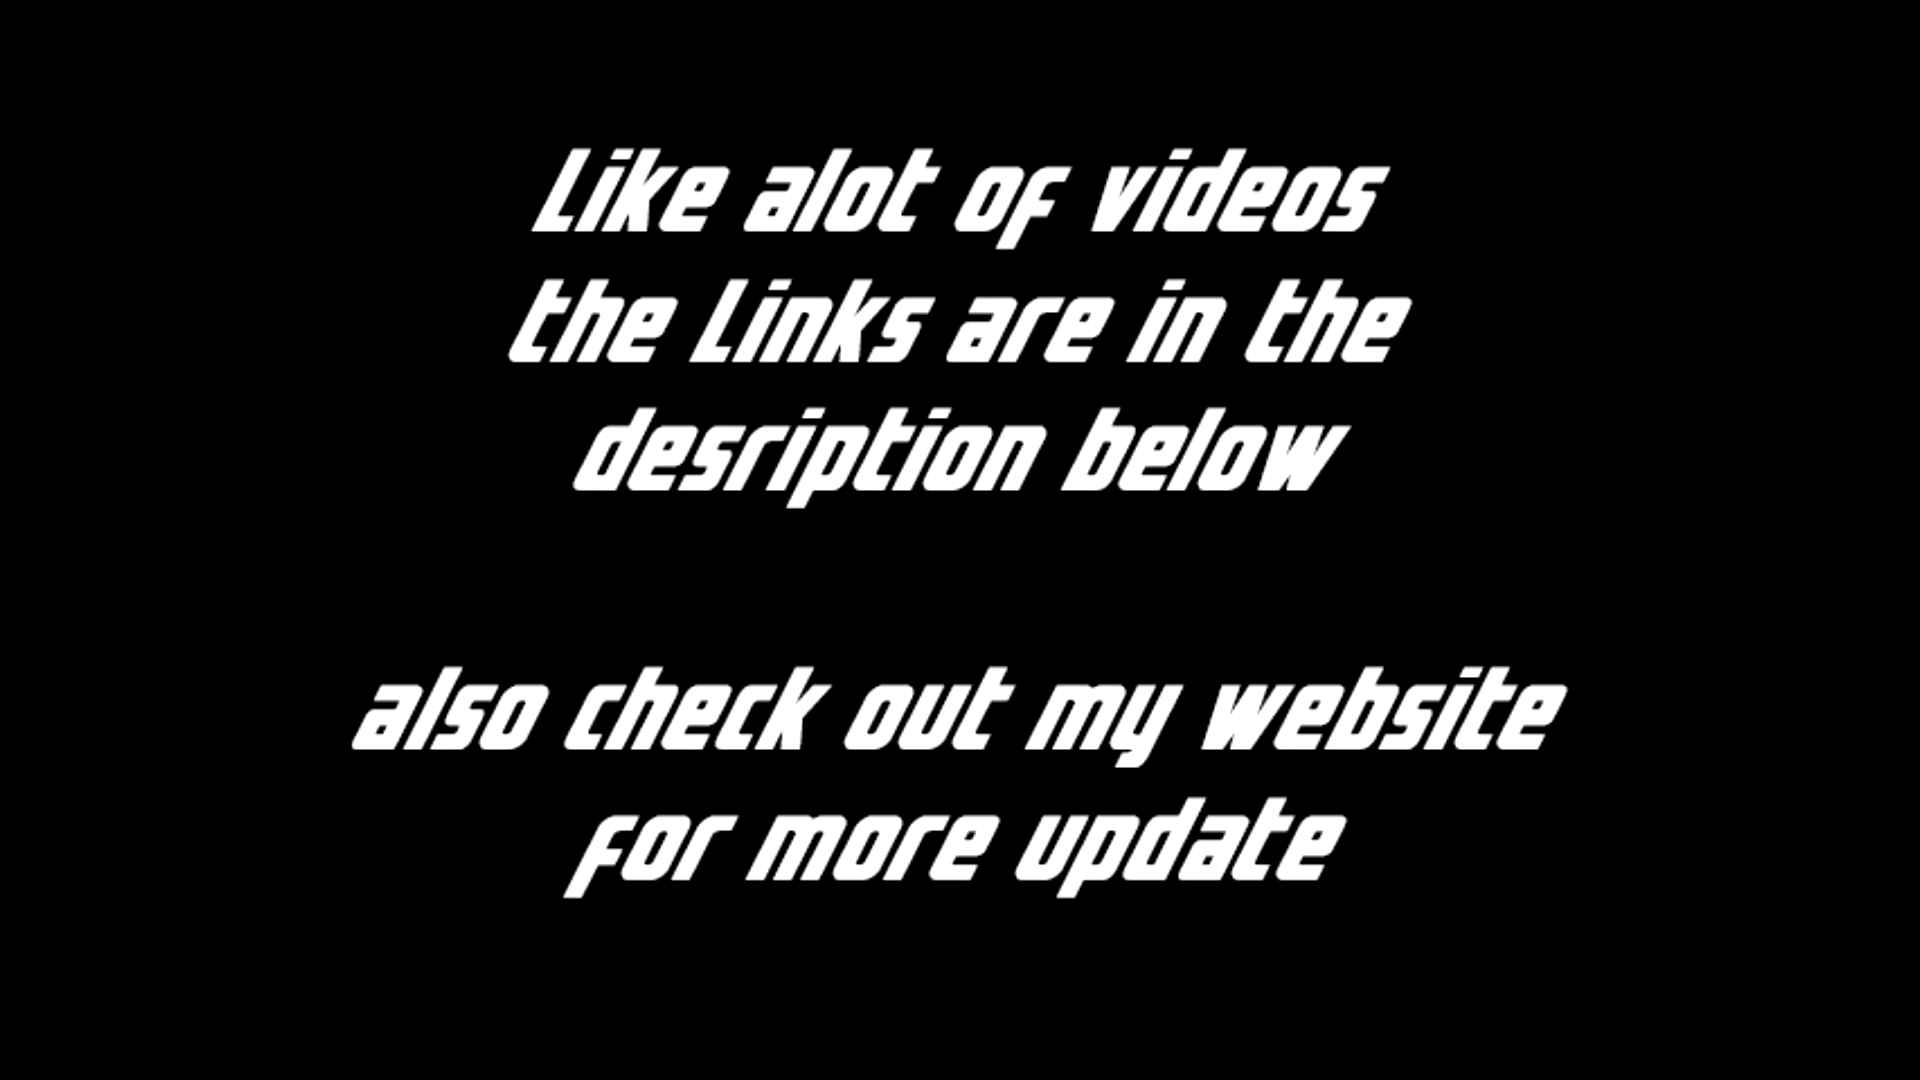 Like alot of videos
the Links are in the
desription below
also check out my website
for more update